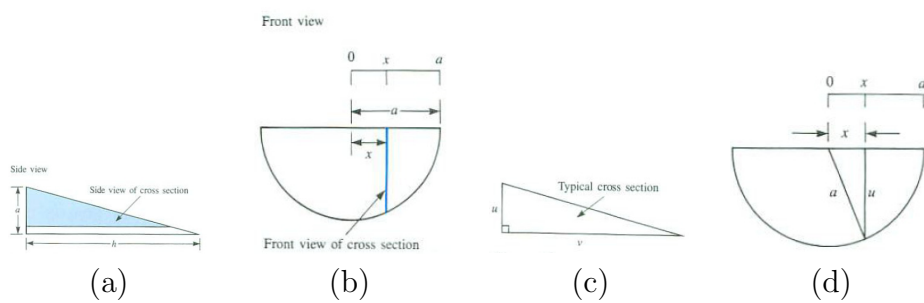 Front view
0 x a
a
x
Front view of cross section
(b)
Side view
Side view of cross section
a
h
(a)
Typical cross section
u
v
(c)
0 x a
x
a
u
(d)